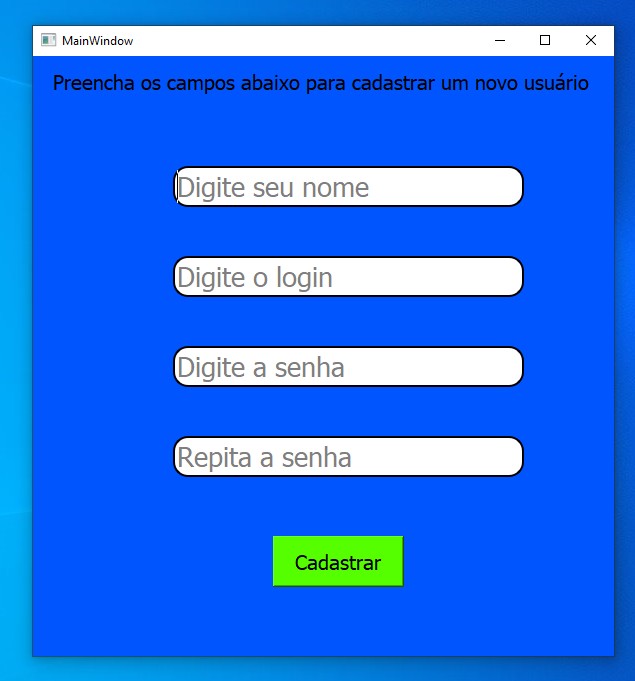 MainWindow
Preencha os campos abaixo para cadastrar um novo usuário
Digite seu nome
Digite o login
Digite a senha
Repita a senha
Cadastrar